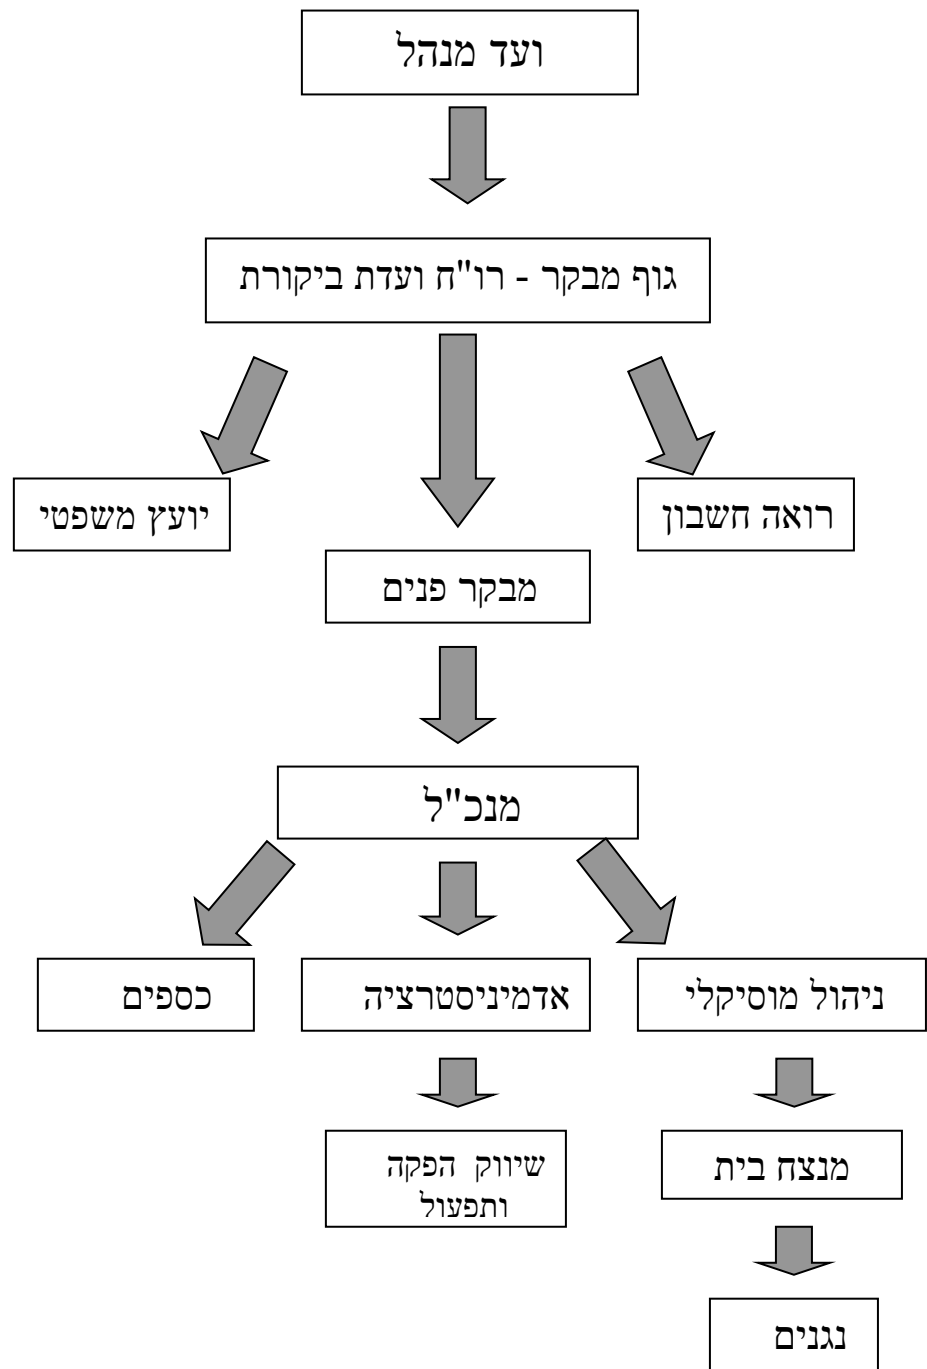 ועד מנהל
גוף מבקר - רו"ח ועדת ביקורת
רואה חשבון
יועץ משפטי
מבקר פנים
מנכ"ל
ניהול מוסיקלי
אדמיניסטרציה
כספים
מנצח בית
שיווק הפקה
ותפעול
נגנים